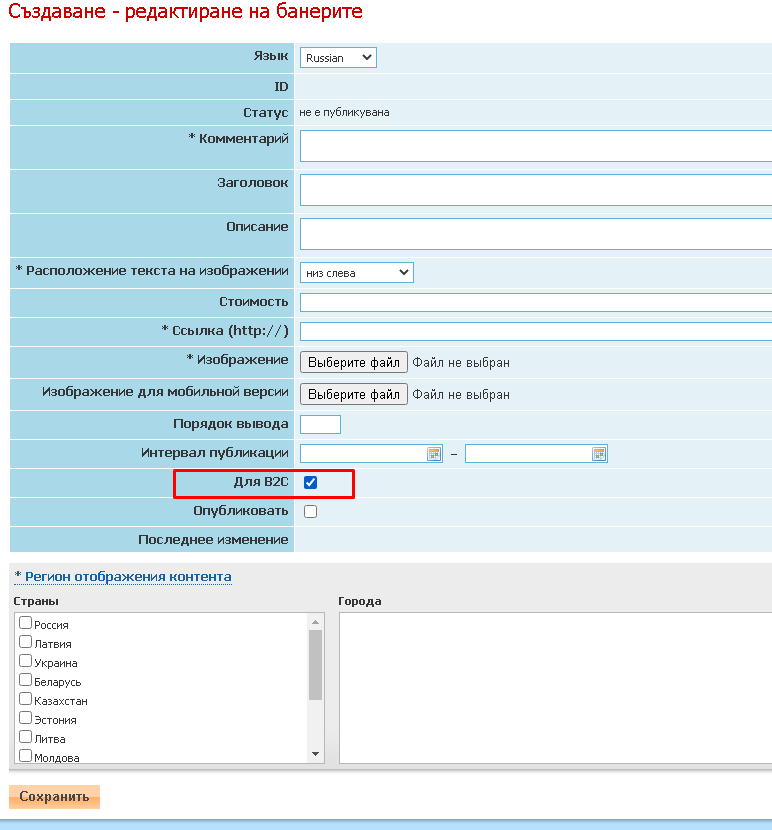 Създаване - редактиране на банерите
Язык Russian
ID
Статус не е публикувана
* Комментарий
Заголовок
Описание
* Расположение текста на изображении низ слева
Стоимость
* Ссылка (http://)
* Изображение Выберите файл Файл не выбран
Изображение для мобильной версии Выберите файл Файл не выбран
Порядок вывода
Интервал публикации –
Для B2C
Опубликовать
Последнее изменение
* Регион отображения контента
Страны Города
Россия
Латвия
Украина
Беларусь
Казахстан
Эстония
Литва
Молдова
Сохранить